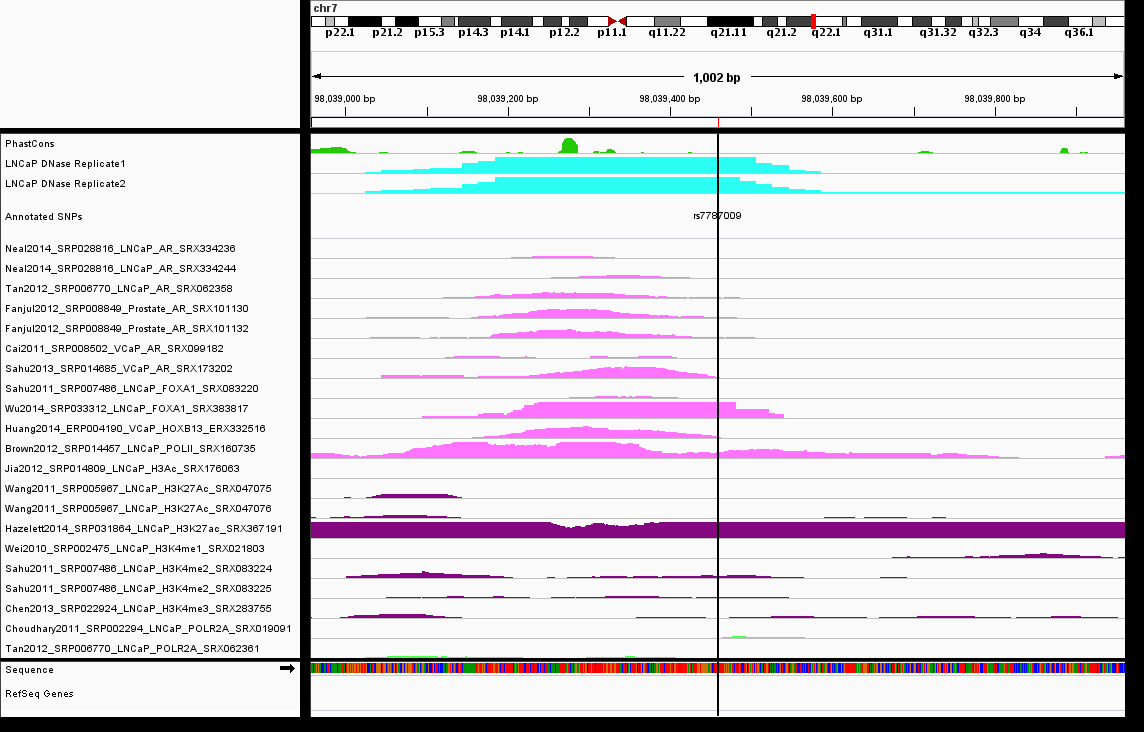 chr7
p22.1 p21.2 p15.3 p14.3 p14.1 p12.2 p11.1 q11.22 q21.11 q21.2 q22.1 q31.1 q31.32 q32.3 q34 q36.1
1,002 bp
98,039,000 bp 98,039,200 bp 98,039,400 bp 98,039,600 bp 98,039,800 bp
PhastCons
LNCaP DNase Replicate1
LNCaP DNase Replicate2
Annotated SNPs rs7787009
Neal2014_SRP028816_LNCaP_AR_SRX334236
Neal2014_SRP028816_LNCaP_AR_SRX334244
Tan2012_SRP006770_LNCaP_AR_SRX062358
Fanjul2012_SRP008849_Prostate_AR_SRX101130
Fanjul2012_SRP008849_Prostate_AR_SRX101132
Cai2011_SRP008502_VCaP_AR_SRX099182
Sahu2013_SRP014685_VCaP_AR_SRX173202
Sahu2011_SRP007486_LNCaP_FOXA1_SRX083220
Wu2014_SRP033312_LNCaP_FOXA1_SRX383817
Huang2014_ERP004190_VCaP_HOXB13_ERX332516
Brown2012_SRP014457_LNCaP_POLII_SRX160735
Jia2012_SRP014809_LNCaP_H3Ac_SRX176063
Wang2011_SRP005967_LNCaP_H3K27Ac_SRX047075
Wang2011_SRP005967_LNCaP_H3K27Ac_SRX047076
Hazelett2014_SRP031864_LNCaP_H3K27ac_SRX367191
Wei2010_SRP002475_LNCaP_H3K4me1_SRX021803
Sahu2011_SRP007486_LNCaP_H3K4me2_SRX083224
Sahu2011_SRP007486_LNCaP_H3K4me2_SRX083225
Chen2013_SRP022924_LNCaP_H3K4me3_SRX283755
Choudhary2011_SRP002294_LNCaP_POLR2A_SRX019091
Tan2012_SRP006770_LNCaP_POLR2A_SRX062361
Sequence
RefSeq Genes